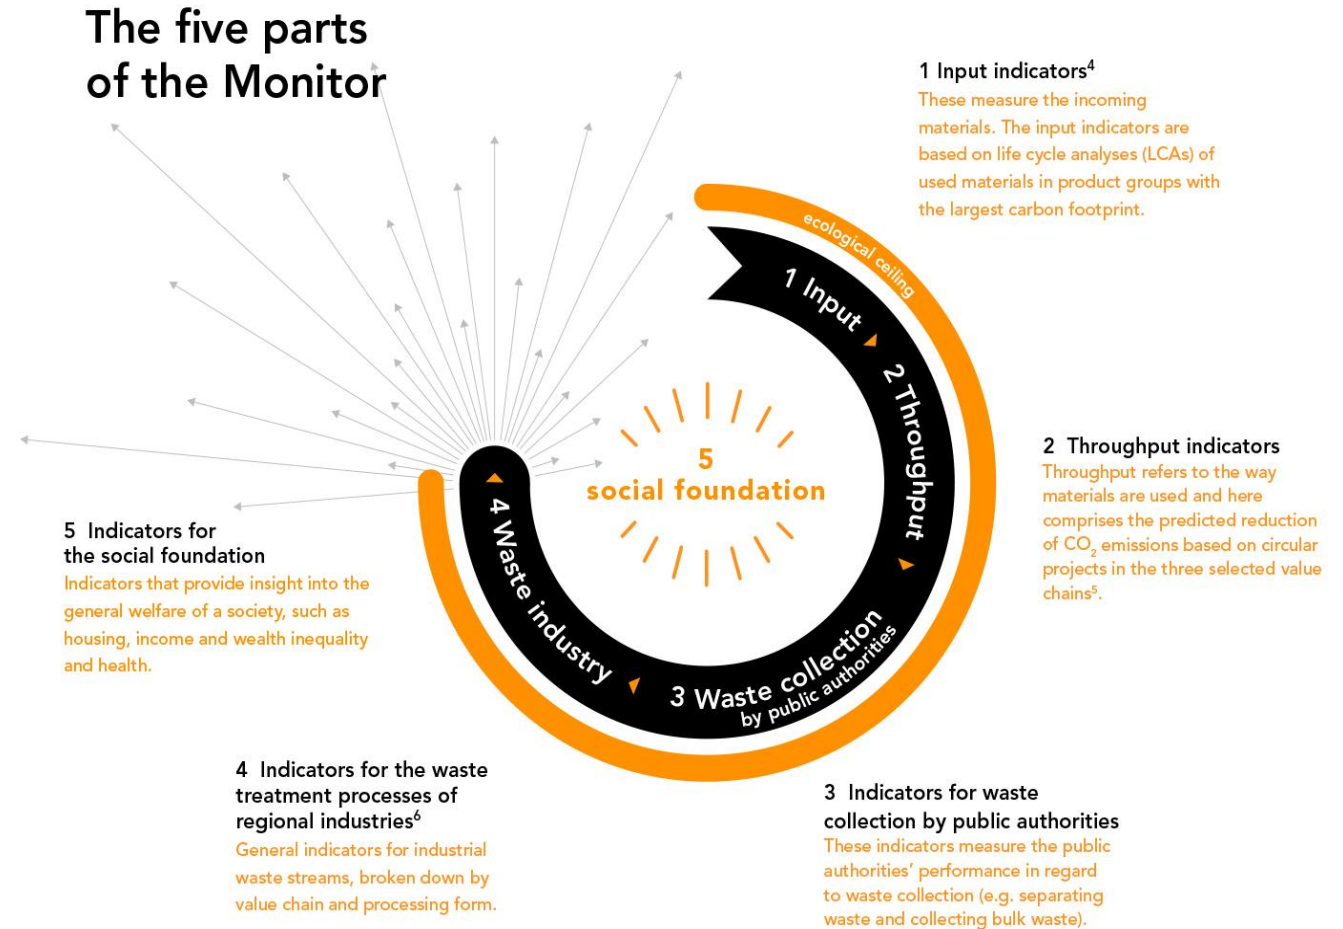 The five parts
of the Monitor
1 Input indicators⁴
These measure the incoming
materials. The input indicators are
based on life cycle analyses (LCAs) of
used materials in product groups with
the largest carbon footprint.
ecological ceiling
1 Input
2 Throughput
3 Waste collection
by public authorities
4 Waste industry
5
social foundation
2 Throughput indicators
Throughput refers to the way
materials are used and here
comprises the predicted reduction
of CO₂ emissions based on circular
projects in the three selected value
chains⁵.
3 Indicators for waste
collection by public authorities
These indicators measure the public
authorities’ performance in regard
to waste collection (e.g. separating
waste and collecting bulk waste).
4 Indicators for the waste
treatment processes of
regional industries⁶
General indicators for industrial
waste streams, broken down by
value chain and processing form.
5 Indicators for
the social foundation
Indicators that provide insight into the
general welfare of a society, such as
housing, income and wealth inequality
and health.